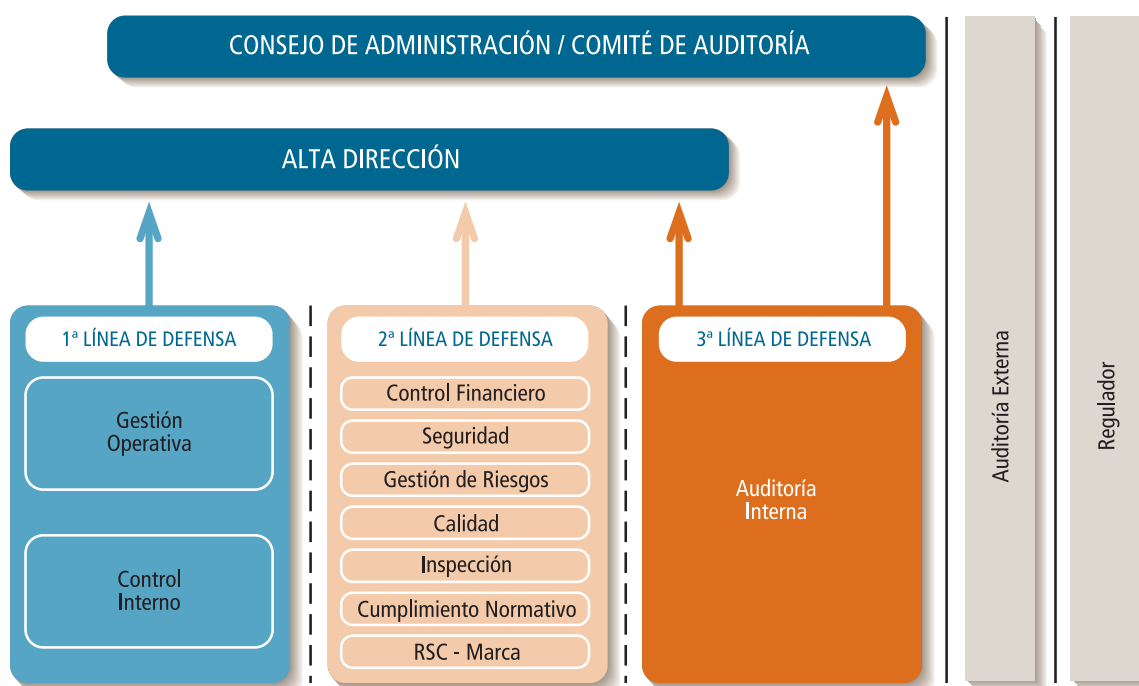 CONSEJO DE ADMINISTRACIÓN / COMITÉ DE AUDITORÍA
ALTA DIRECCIÓN
1ª LÍNEA DE DEFENSA
Gestión
Operativa
Control
Interno
2ª LÍNEA DE DEFENSA
Control Financiero
Seguridad
Gestión de Riesgos
Calidad
Inspección
Cumplimiento Normativo
RSC - Marca
3ª LÍNEA DE DEFENSA
Auditoría
Interna
Auditoría Externa
Regulador